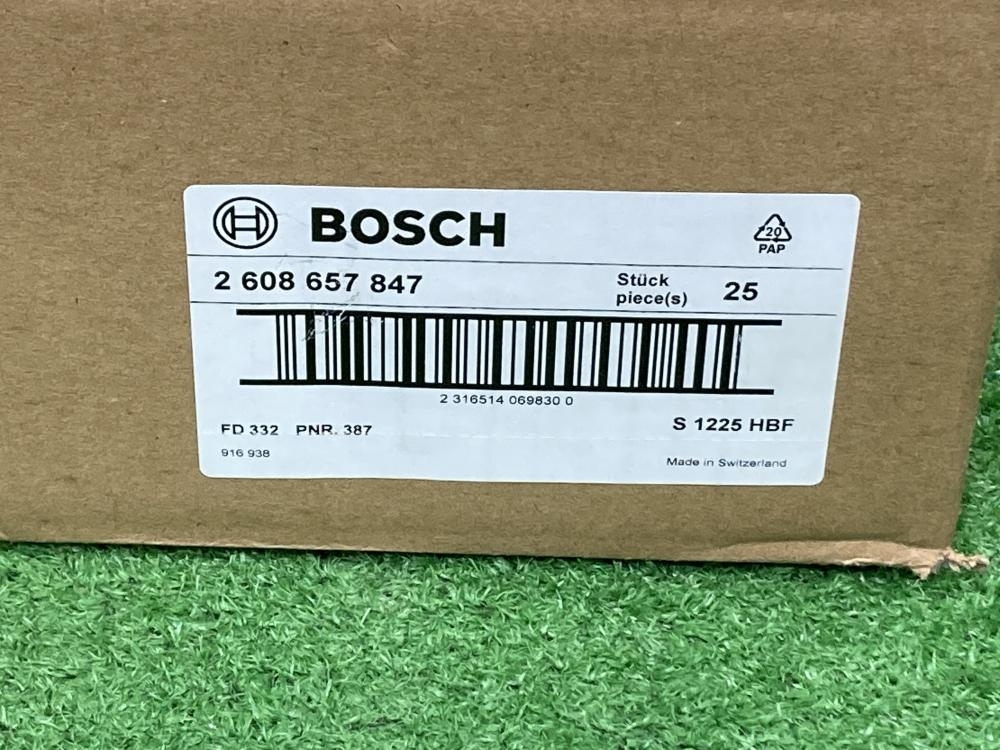 BOSCH
20
PAP
2 608 657 847
Stück
piece(s)
25
2 316514 069830 0
FD 332 PNR. 387
S 1225 HBF
916 938
Made in Switzerland